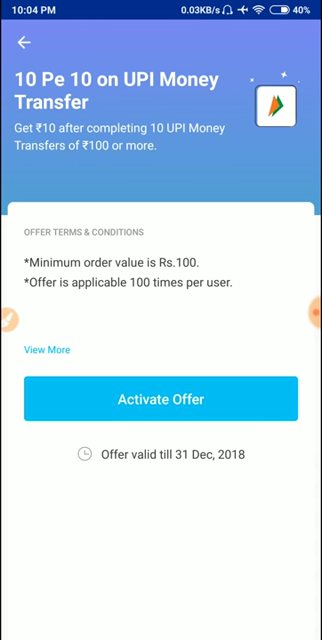 10:04 PM 0.03KB/s 40%
10 Pe 10 on UPI Money
Transfer
Get ₹10 after completing 10 UPI Money
Transfers of ₹100 or more.
OFFER TERMS & CONDITIONS
*Minimum order value is Rs.100.
*Offer is applicable 100 times per user.
View More
Activate Offer
Offer valid till 31 Dec, 2018